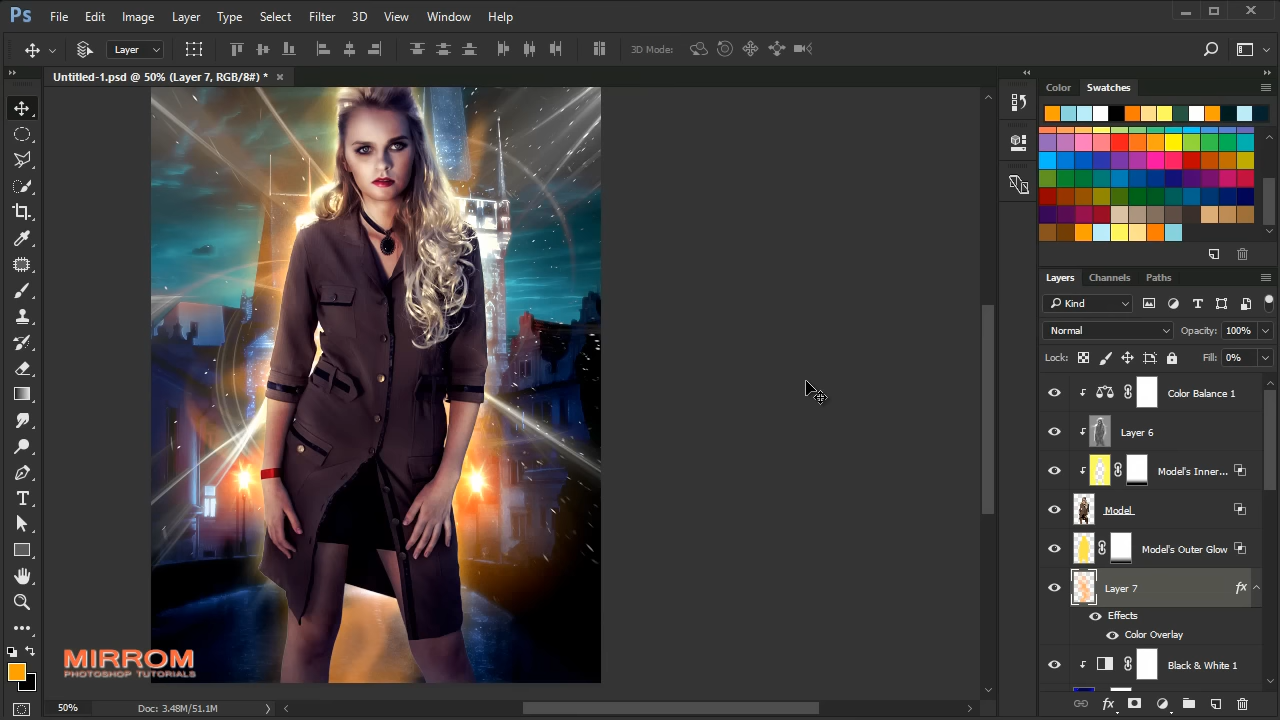 Ps File Edit Image Layer Type Select Filter 3D View Window Help
Layer 3D Mode:
Untitled-1.psd @ 50% (Layer 7, RGB/8#) *
Color Swatches
Layers Channels Paths
Kind
Normal Opacity: 100%
Lock: Fill: 0%
Color Balance 1
Layer 6
Model's Inner...
Model
Model's Outer Glow
Layer 7 fx
Effects
Color Overlay
Black & White 1
MIRROM
PHOTOSHOP TUTORIALS
50% Doc: 3.48M/51.1M
fx